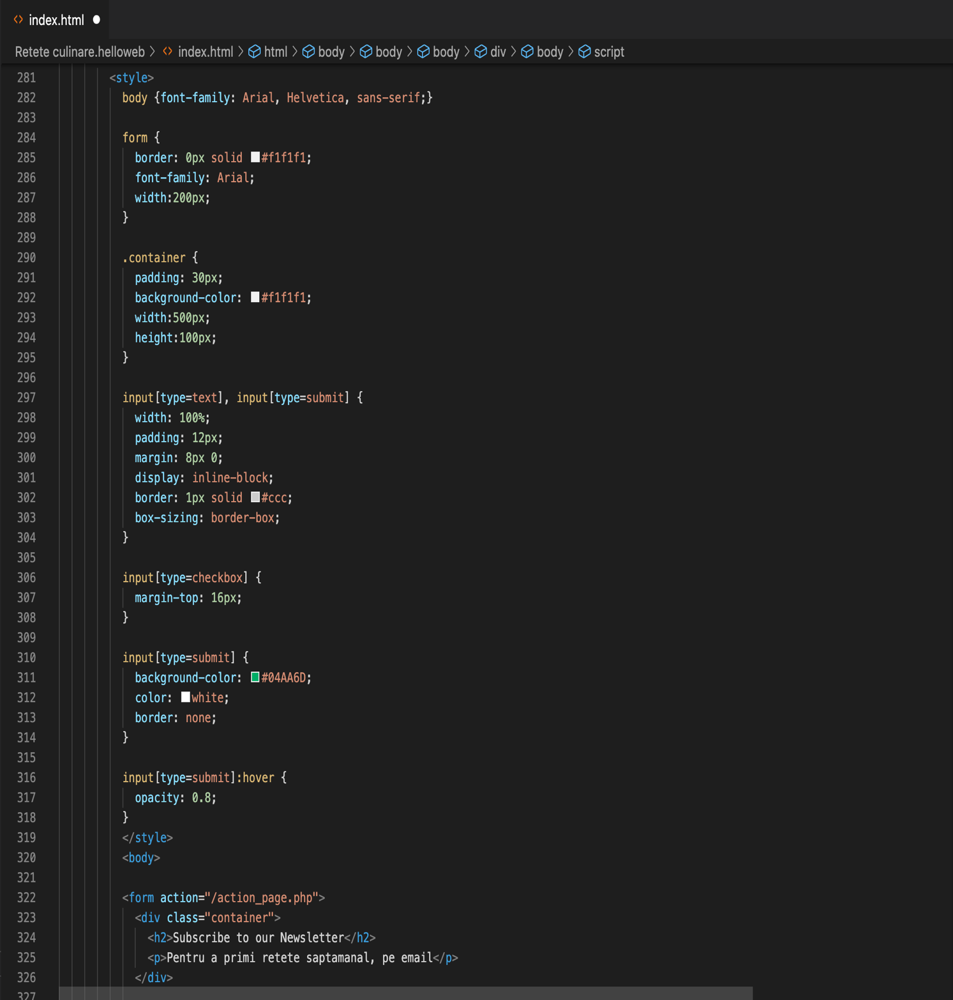 index.html
Retete culinare.helloweb > index.html > html > body > body > body > div > body > script
281 <style>
282 body {font-family: Arial, Helvetica, sans-serif;}
283
284 form {
285 border: 0px solid #f1f1f1;
286 font-family: Arial;
287 width:200px;
288 }
289
290 .container {
291 padding: 30px;
292 background-color: #f1f1f1;
293 width:500px;
294 height:100px;
295 }
296
297 input[type=text], input[type=submit] {
298 width: 100%;
299 padding: 12px;
300 margin: 8px 0;
301 display: inline-block;
302 border: 1px solid #ccc;
303 box-sizing: border-box;
304 }
305
306 input[type=checkbox] {
307 margin-top: 16px;
308 }
309
310 input[type=submit] {
311 background-color: #04AA6D;
312 color: white;
313 border: none;
314 }
315
316 input[type=submit]:hover {
317 opacity: 0.8;
318 }
319 </style>
320 <body>
321
322 <form action="/action_page.php">
323 <div class="container">
324 <h2>Subscribe to our Newsletter</h2>
325 <p>Pentru a primi retete saptamanal, pe email</p>
326 </div>
327